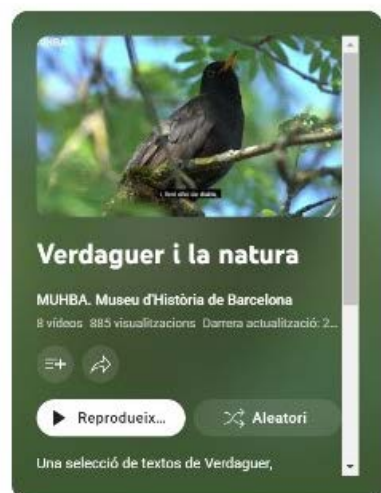 MUHBA
Verdaguer i la natura
MUHBA. Museu d'Història de Barcelona
8 vídeos 885 visualitzacions Darrera actualització: 2...
Reprodueix...
Aleatori
Una selecció de textos de Verdaguer,